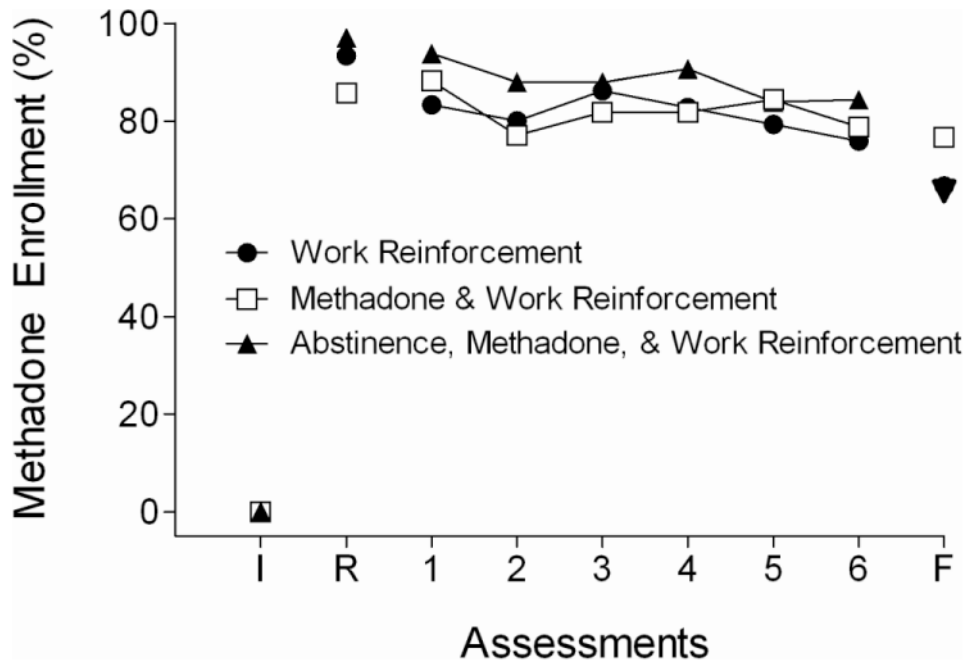 Methadone Enrollment (%)
100
80
60
40
20
0
Work Reinforcement
Methadone & Work Reinforcement
Abstinence, Methadone, & Work Reinforcement
I R 1 2 3 4 5 6 F
Assessments